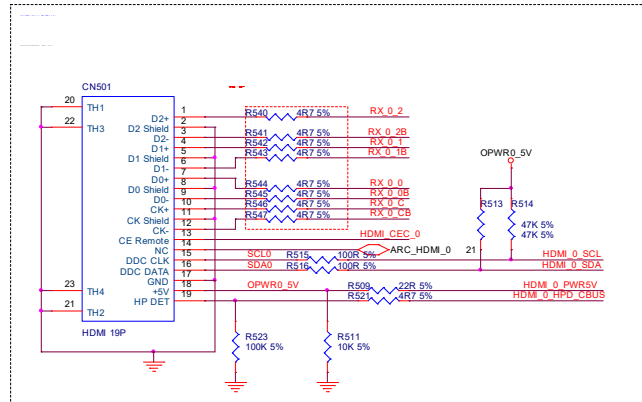 CN501
20 TH1
22 TH3
23 TH4
21 TH2
D2+ 1
D2 Shield 2
D2- 3
D1+ 4
D1 Shield 5
D1- 6
D0+ 7
D0 Shield 8
D0- 9
CK+ 10
CK Shield 11
CK- 12
CE Remote 13
NC 14
DDC CLK 15
DDC DATA 16
GND 17
+5V 18
HP DET 19
HDMI 19P
R540 4R7 5% RX_0_2
R541 4R7 5% RX_0_2B
R542 4R7 5% RX_0_1
R543 4R7 5% RX_0_1B
R544 4R7 5% RX_0_0
R545 4R7 5% RX_0_0B
R546 4R7 5% RX_0_C
R547 4R7 5% RX_0_CB
HDMI_CEC_0
ARC_HDMI_0
SCL0 R515 100R 5% HDMI_0_SCL
SDA0 R516 100R 5% HDMI_0_SDA
OPWR0_5V
R513 R514
47K 5%
47K 5%
21
OPWR0_5V R509 22R 5% HDMI_0_PWR5V
R521 4R7 5% HDMI_0_HPD_CBUS
R523
100K 5%
R511
10K 5%